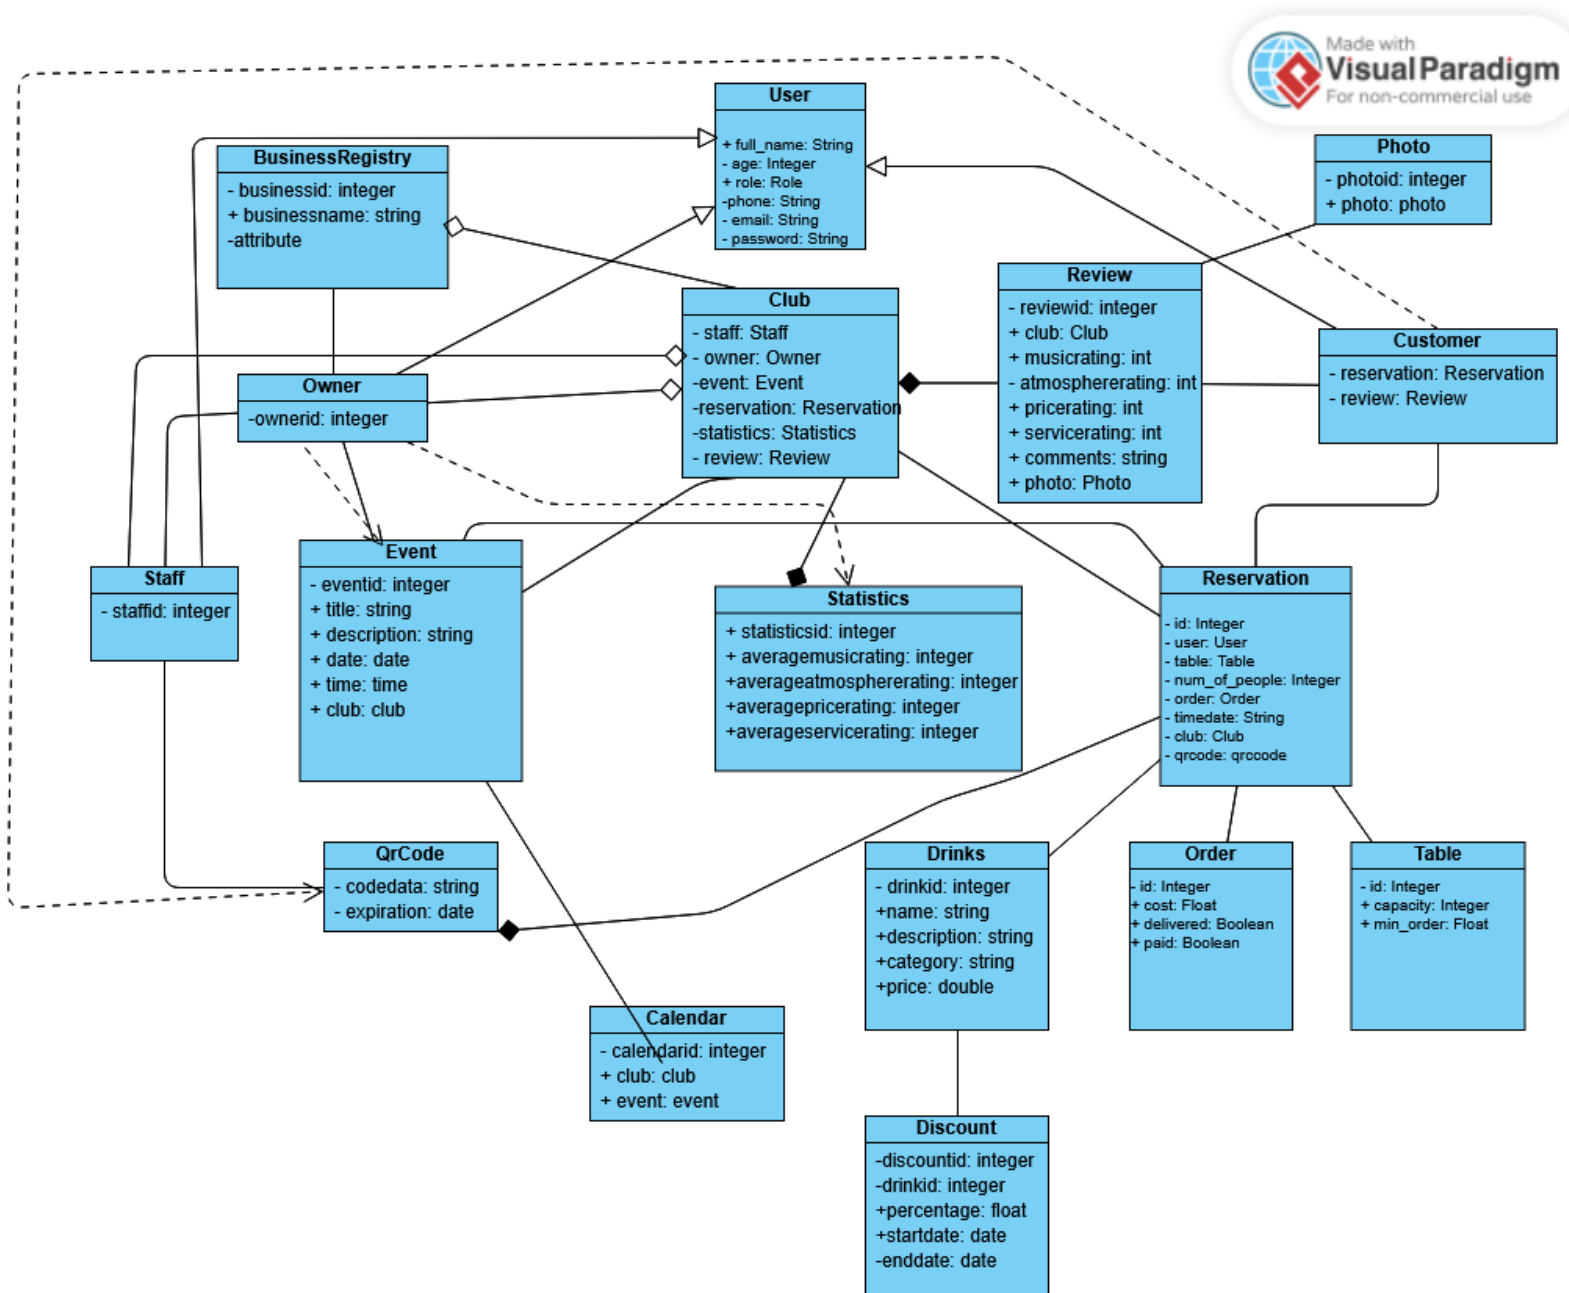 Made with
Visual Paradigm
For non-commercial use
User
+ full_name: String
- age: Integer
+ role: Role
-phone: String
- email: String
- password: String
BusinessRegistry
- businessid: integer
+ businessname: string
-attribute
Photo
- photoid: integer
+ photo: photo
Club
- staff: Staff
- owner: Owner
-event: Event
-reservation: Reservation
-statistics: Statistics
- review: Review
Review
- reviewid: integer
+ club: Club
+ musicrating: int
- atmosphererating: int
+ pricerating: int
+ servicerating: int
+ comments: string
+ photo: Photo
Customer
- reservation: Reservation
- review: Review
Owner
-ownerid: integer
Staff
- staffid: integer
Event
- eventid: integer
+ title: string
+ description: string
+ date: date
+ time: time
+ club: club
Statistics
+ statisticsid: integer
+ averagemusicrating: integer
+averageatmosphererating: integer
+averagepricerating: integer
+averageservicerating: integer
Reservation
- id: Integer
- user: User
- table: Table
- num_of_people: Integer
- order: Order
- timedate: String
- club: Club
- qrcode: qrccode
QrCode
- codedata: string
- expiration: date
Drinks
- drinkid: integer
+name: string
+description: string
+category: string
+price: double
Order
- id: Integer
+ cost: Float
+ delivered: Boolean
+ paid: Boolean
Table
- id: Integer
+ capacity: Integer
+ min_order: Float
Calendar
- calendarid: integer
+ club: club
+ event: event
Discount
-discountid: integer
-drinkid: integer
+percentage: float
+startdate: date
-enddate: date